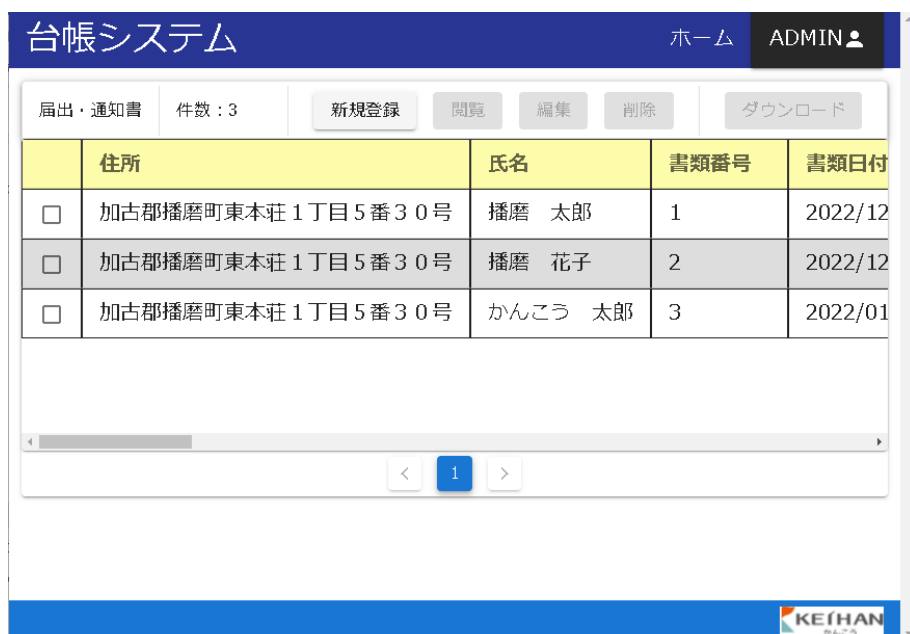 台帳システム ホーム ADMIN
届出・通知書 件数：3 新規登録 閲覧 編集 削除 ダウンロード
住所 氏名 書類番号 書類日付
加古郡播磨町東本荘１丁目５番３０号 播磨　太郎 1 2022/12
加古郡播磨町東本荘１丁目５番３０号 播磨　花子 2 2022/12
加古郡播磨町東本荘１丁目５番３０号 かんこう　太郎 3 2022/01
< 1 >
KEIHAN
かんこう